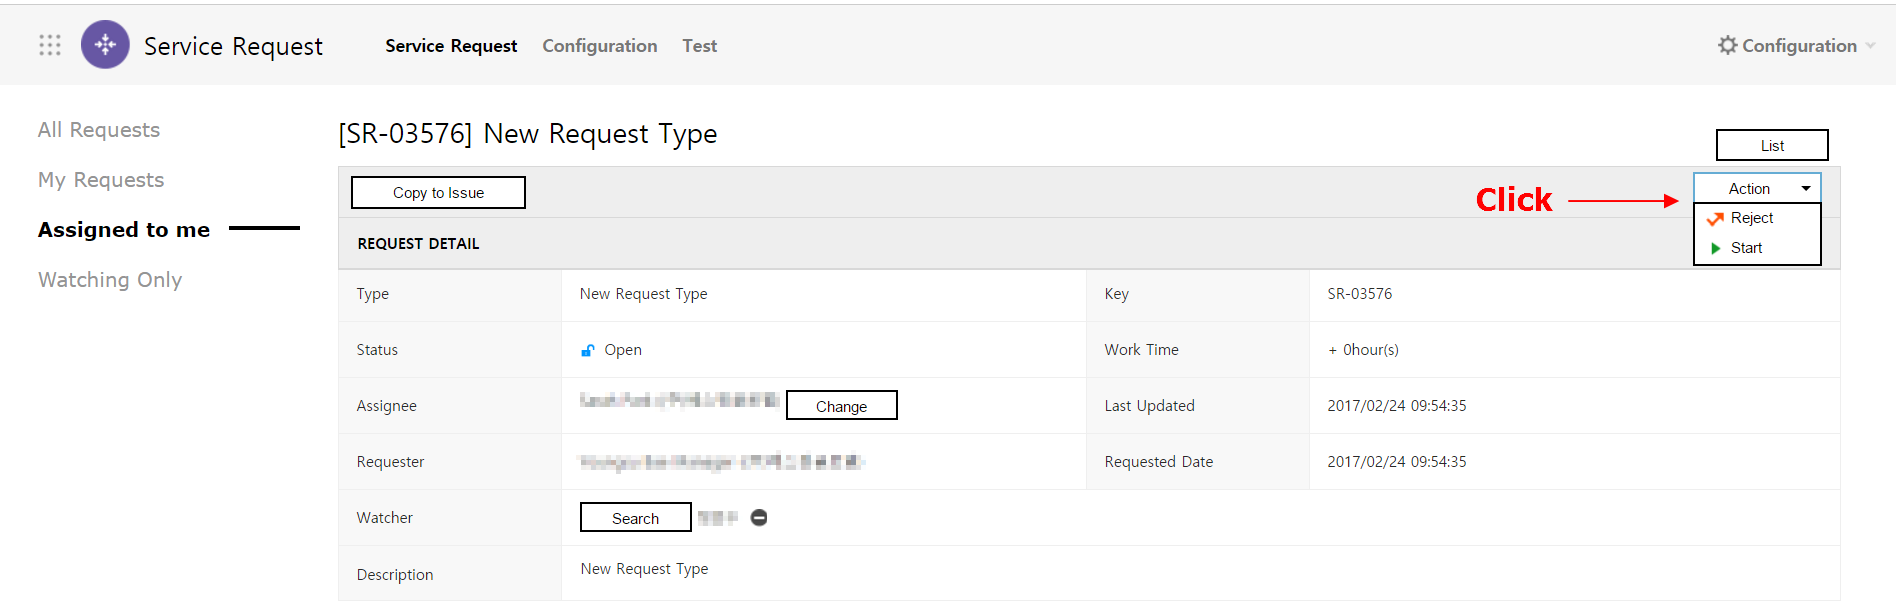 Service Request Service Request Configuration Test Configuration
All Requests
My Requests
Assigned to me
Watching Only
[SR-03576] New Request Type
List
Copy to Issue
Click
Action
Reject
Start
REQUEST DETAIL
Type New Request Type Key SR-03576
Status Open Work Time + 0hour(s)
Assignee Change Last Updated 2017/02/24 09:54:35
Requester Requested Date 2017/02/24 09:54:35
Watcher Search
Description New Request Type